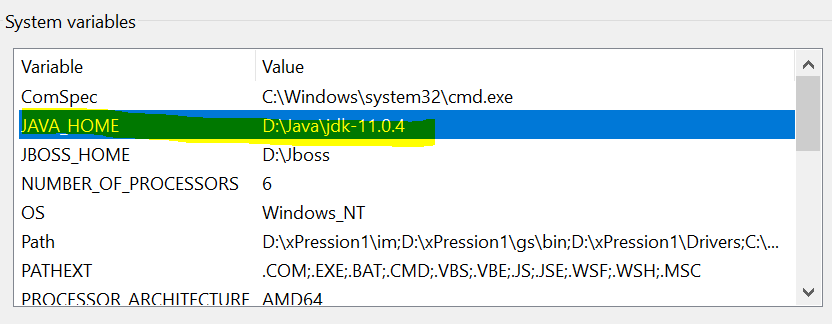 System variables
Variable Value
ComSpec C:\Windows\system32\cmd.exe
JAVA_HOME D:\Java\jdk-11.0.4
JBOSS_HOME D:\Jboss
NUMBER_OF_PROCESSORS 6
OS Windows_NT
Path D:\xPression1\im;D:\xPression1\gs\bin;D:\xPression1\Drivers;C:\...
PATHEXT .COM;.EXE;.BAT;.CMD;.VBS;.VBE;.JS;.JSE;.WSF;.WSH;.MSC
PROCESSOR_ARCHITECTURE AMD64